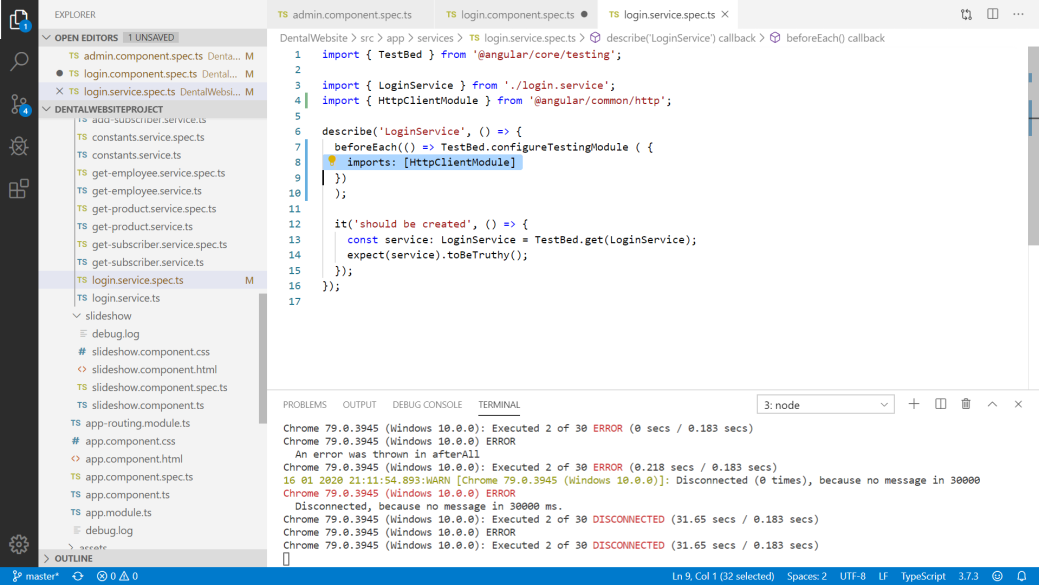 EXPLORER
OPEN EDITORS 1 UNSAVED
TS admin.component.spec.ts Denta... M
TS login.component.spec.ts Dental... M
TS login.service.spec.ts DentalWebsi... M
DENTALWEBSITEPROJECT
TS add-subscriber.service.ts
TS constants.service.spec.ts
TS constants.service.ts
TS get-employee.service.spec.ts
TS get-employee.service.ts
TS get-product.service.spec.ts
TS get-product.service.ts
TS get-subscriber.service.spec.ts
TS get-subscriber.service.ts
TS login.service.spec.ts M
TS login.service.ts
slideshow
debug.log
# slideshow.component.css
<> slideshow.component.html
TS slideshow.component.spec.ts
TS slideshow.component.ts
TS app-routing.module.ts
# app.component.css
<> app.component.html
TS app.component.spec.ts
TS app.component.ts
TS app.module.ts
debug.log
assets
OUTLINE
1
4
TS admin.component.spec.ts TS login.component.spec.ts TS login.service.spec.ts
DentalWebsite > src > app > services > TS login.service.spec.ts > describe('LoginService') callback > beforeEach() callback
1 import { TestBed } from '@angular/core/testing';
2
3 import { LoginService } from './login.service';
4 import { HttpClientModule } from '@angular/common/http';
5
6 describe('LoginService', () => {
7 beforeEach(() => TestBed.configureTestingModule ( {
8 imports: [HttpClientModule]
9 })
10 );
11
12 it('should be created', () => {
13 const service: LoginService = TestBed.get(LoginService);
14 expect(service).toBeTruthy();
15 });
16 });
17
PROBLEMS OUTPUT DEBUG CONSOLE TERMINAL 3: node
Chrome 79.0.3945 (Windows 10.0.0): Executed 2 of 30 ERROR (0 secs / 0.183 secs)
Chrome 79.0.3945 (Windows 10.0.0) ERROR
An error was thrown in afterAll
Chrome 79.0.3945 (Windows 10.0.0): Executed 2 of 30 ERROR (0.218 secs / 0.183 secs)
16 01 2020 21:11:54.893:WARN [Chrome 79.0.3945 (Windows 10.0.0)]: Disconnected (0 times), because no message in 30000
Chrome 79.0.3945 (Windows 10.0.0) ERROR
Disconnected, because no message in 30000 ms.
Chrome 79.0.3945 (Windows 10.0.0): Executed 2 of 30 DISCONNECTED (31.65 secs / 0.183 secs)
Chrome 79.0.3945 (Windows 10.0.0) ERROR
Chrome 79.0.3945 (Windows 10.0.0): Executed 2 of 30 DISCONNECTED (31.65 secs / 0.183 secs)
master* 0 0 Ln 9, Col 1 (32 selected) Spaces: 2 UTF-8 LF TypeScript 3.7.3